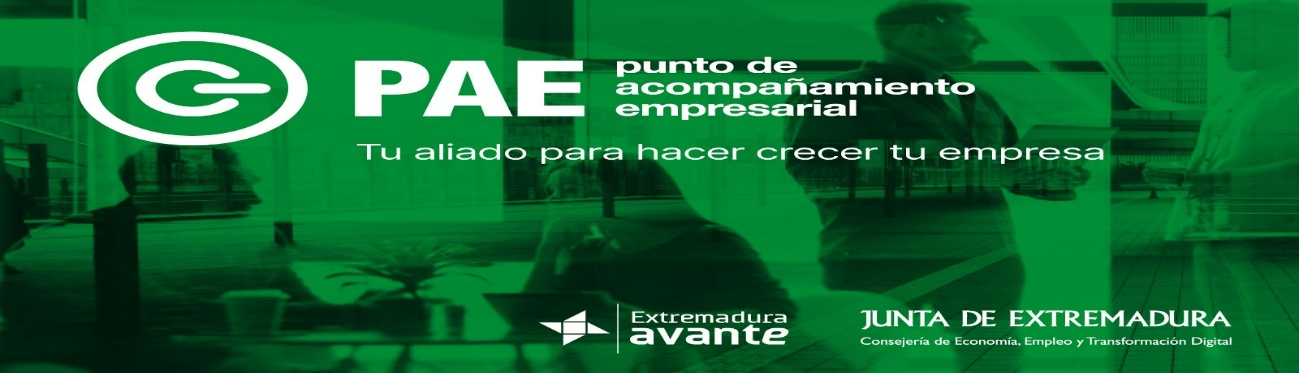 PAE
punto de
acompañamiento
empresarial
Tu aliado para hacer crecer tu empresa
Extremadura
avante
JUNTA DE EXTREMADURA
Consejería de Economía, Empleo y Transformación Digital